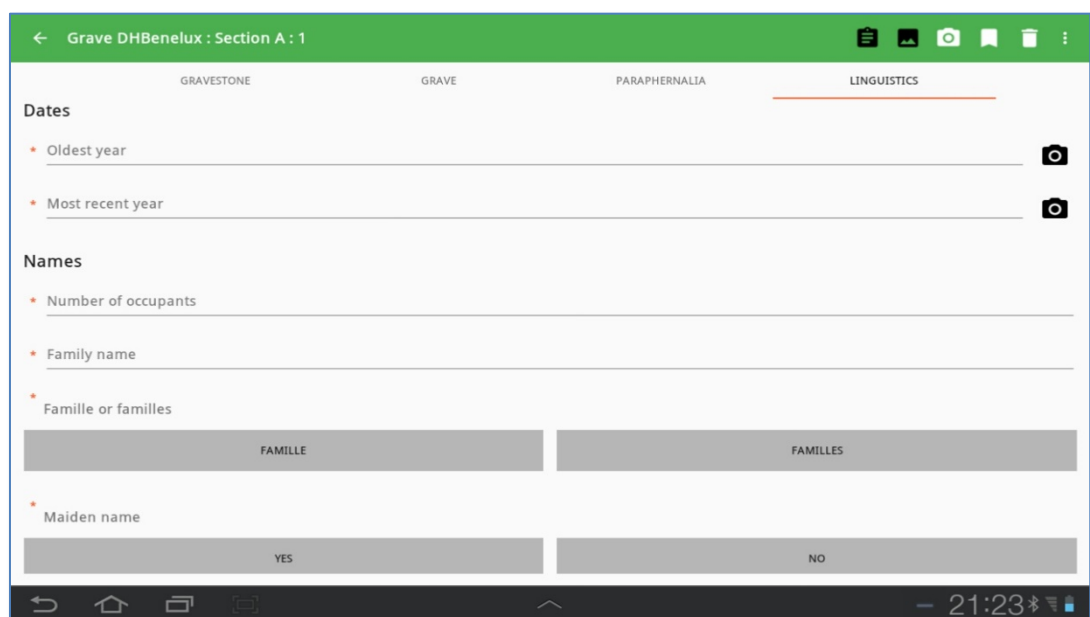 Grave DHBenelux : Section A : 1
GRAVESTONE GRAVE PARAPHERNALIA LINGUISTICS
Dates
* Oldest year
* Most recent year
Names
* Number of occupants
* Family name
* Famille or familles
FAMILLE FAMILLES
* Maiden name
YES NO
21:23